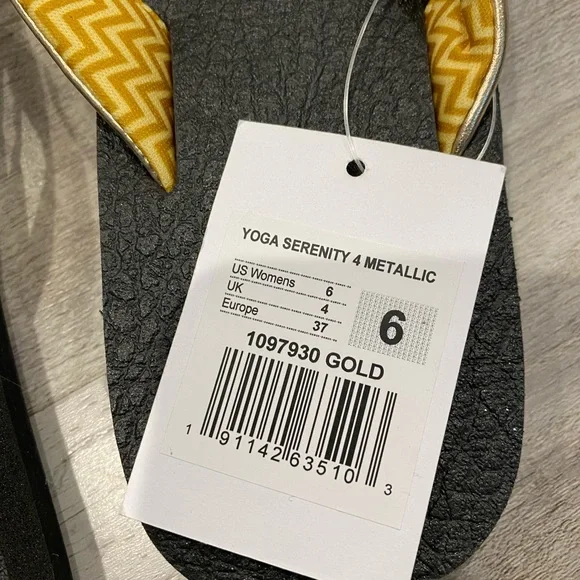 YOGA SERENITY 4 METALLIC
US Womens 6
UK 4
Europe 37
6
1097930 GOLD
1 91142 63510 3